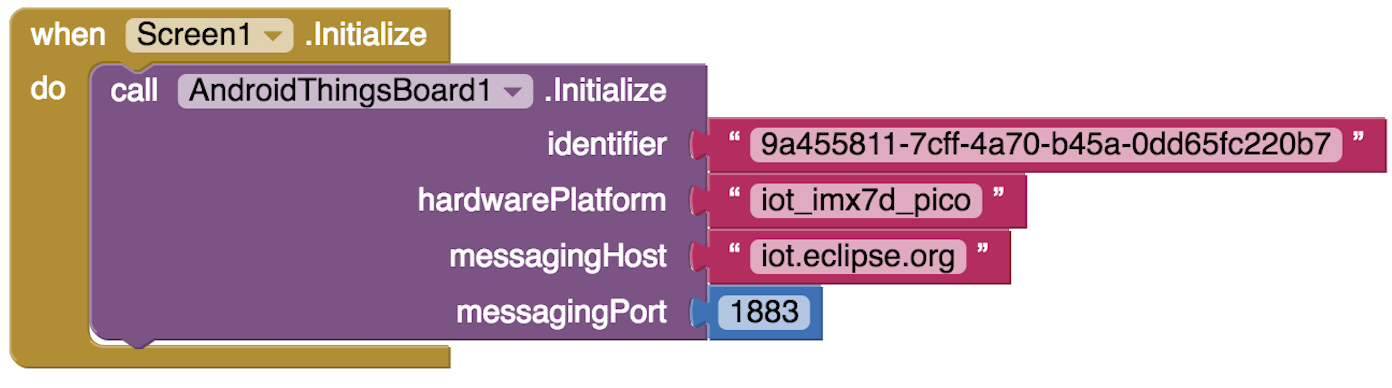 when Screen1 .Initialize
do call AndroidThingsBoard1 .Initialize
identifier “ 9a455811-7cff-4a70-b45a-0dd65fc220b7 ”
hardwarePlatform “ iot_imx7d_pico ”
messagingHost “ iot.eclipse.org ”
messagingPort 1883